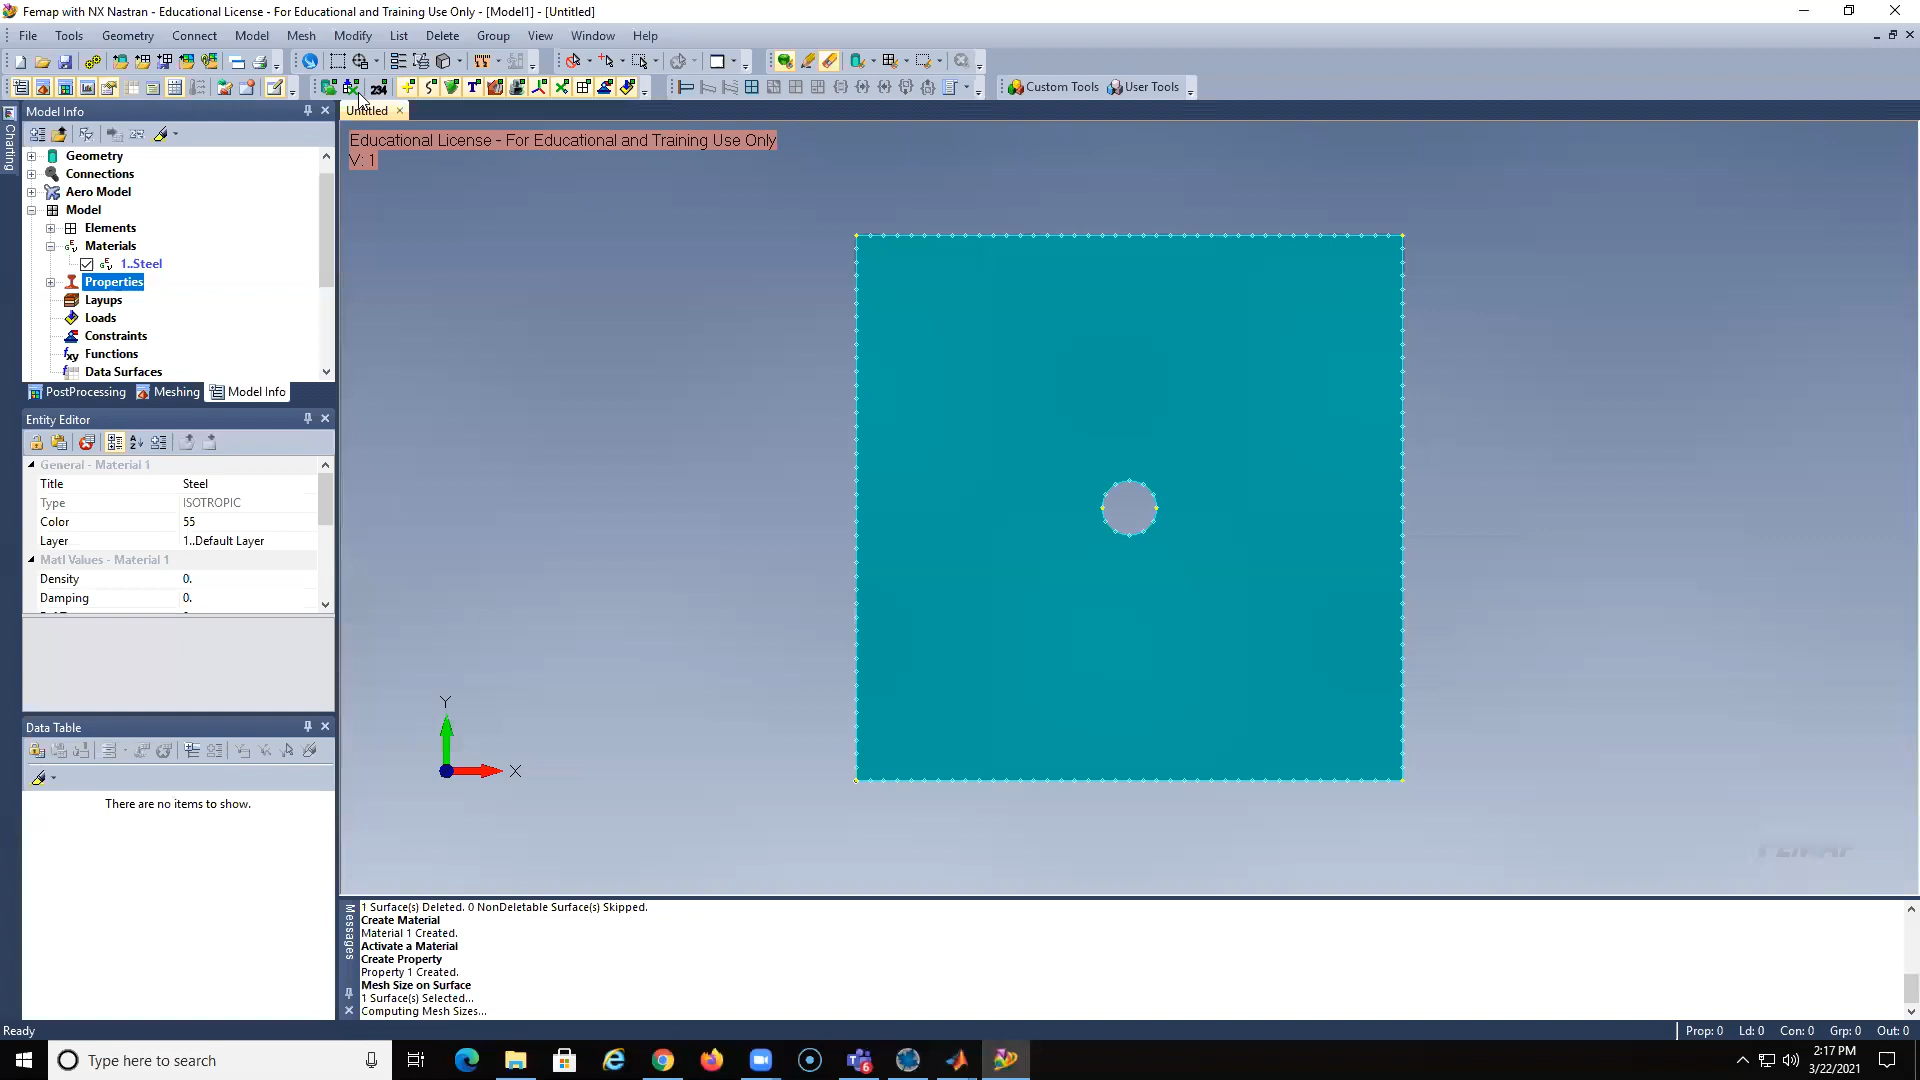 Femap with NX Nastran - Educational License - For Educational and Training Use Only - [Model1] - [Untitled]
File Tools Geometry Connect Model Mesh Modify List Delete Group View Window Help
234 T Custom Tools User Tools
Model Info
Untitled
Charting
Educational License - For Educational and Training Use Only
V: 1
Geometry
Connections
Aero Model
Model
Elements
Materials
1..Steel
Properties
Layups
Loads
Constraints
Functions
Data Surfaces
PostProcessing Meshing Model Info
Entity Editor
General - Material 1
Title Steel
Type ISOTROPIC
Color 55
Layer 1..Default Layer
Matl Values - Material 1
Density 0.
Damping 0.
Data Table
There are no items to show.
Y
X
FEMAP
Messages
1 Surface(s) Deleted. 0 NonDeletable Surface(s) Skipped.
Create Material
Material 1 Created.
Activate a Material
Create Property
Property 1 Created.
Mesh Size on Surface
1 Surface(s) Selected...
Computing Mesh Sizes...
Ready
Prop: 0 Ld: 0 Con: 0 Grp: 0 Out: 0
Type here to search
2:17 PM
3/22/2021